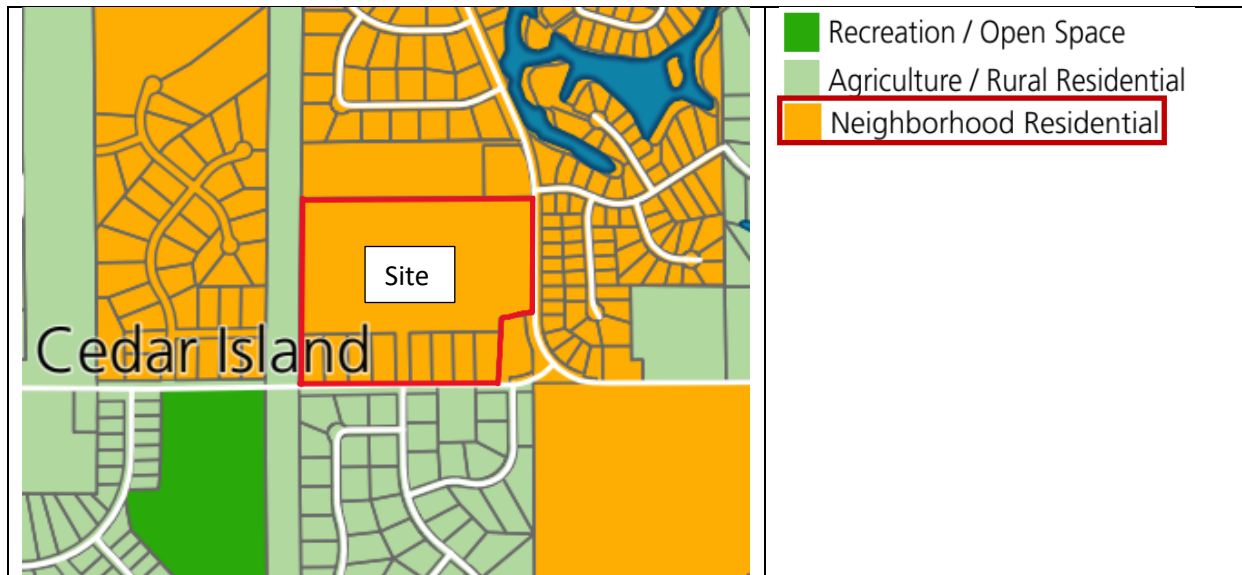 Recreation / Open Space
Agriculture / Rural Residential
Neighborhood Residential
Site
Cedar Island